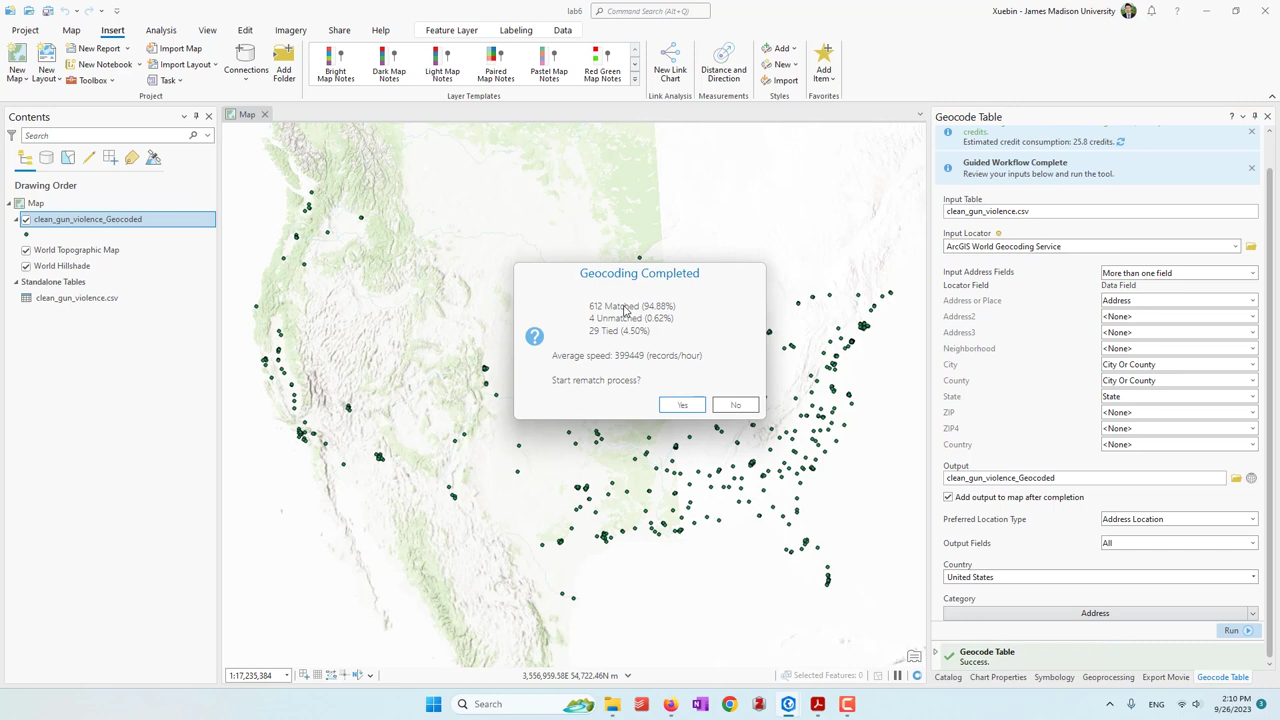 lab6
Command Search (Alt+Q)
Xuebin - James Madison University
Project
Map
Insert
Analysis
View
Edit
Imagery
Share
Help
Feature Layer
Labeling
Data
New Map
New Layout
New Report
New Notebook
Toolbox
Import Map
Import Layout
Task
Project
Connections
Add Folder
Bright Map Notes
Dark Map Notes
Light Map Notes
Paired Map Notes
Pastel Map Notes
Red Green Notes
Layer Templates
New Link Chart
Link Analysis
Distance and Direction
Measurements
Add
New
Import
Styles
Add Item
Favorites
Contents
Search
Drawing Order
Map
clean_gun_violence_Geocoded
World Topographic Map
World Hillshade
Standalone Tables
clean_gun_violence.csv
Map
1:17,235,384
3,556,959.58E 54,722.46N
Selected Features: 0
Geocoding Completed
612 Matched (94.88%)
4 Unmatched (0.62%)
29 Tied (4.50%)
Average speed: 399449 (records/hour)
Start rematch process?
Yes
No
Geocode Table
credits.
Estimated credit consumption: 25.8 credits.
Guided Workflow Complete
Review your inputs below and run the tool.
Input Table
clean_gun_violence.csv
Input Locator
ArcGIS World Geocoding Service
Input Address Fields More than one field
Locator Field Data Field
Address or Place Address
Address2 <None>
Address3 <None>
Neighborhood <None>
City City Or County
County City Or County
State State
ZIP <None>
ZIP4 <None>
Country <None>
Output
clean_gun_violence_Geocoded
Add output to map after completion
Preferred Location Type Address Location
Output Fields All
Country
United States
Category
Address
Run
Geocode Table
Success.
Catalog
Chart Properties
Symbology
Geoprocessing
Export Movie
Geocode Table
Search
2:10 PM
9/26/2023